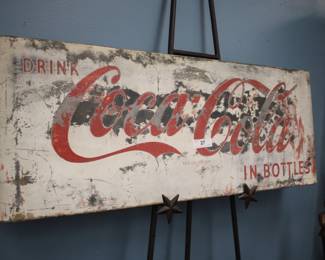 DRINK
Coca-Cola
IN BOTTLES